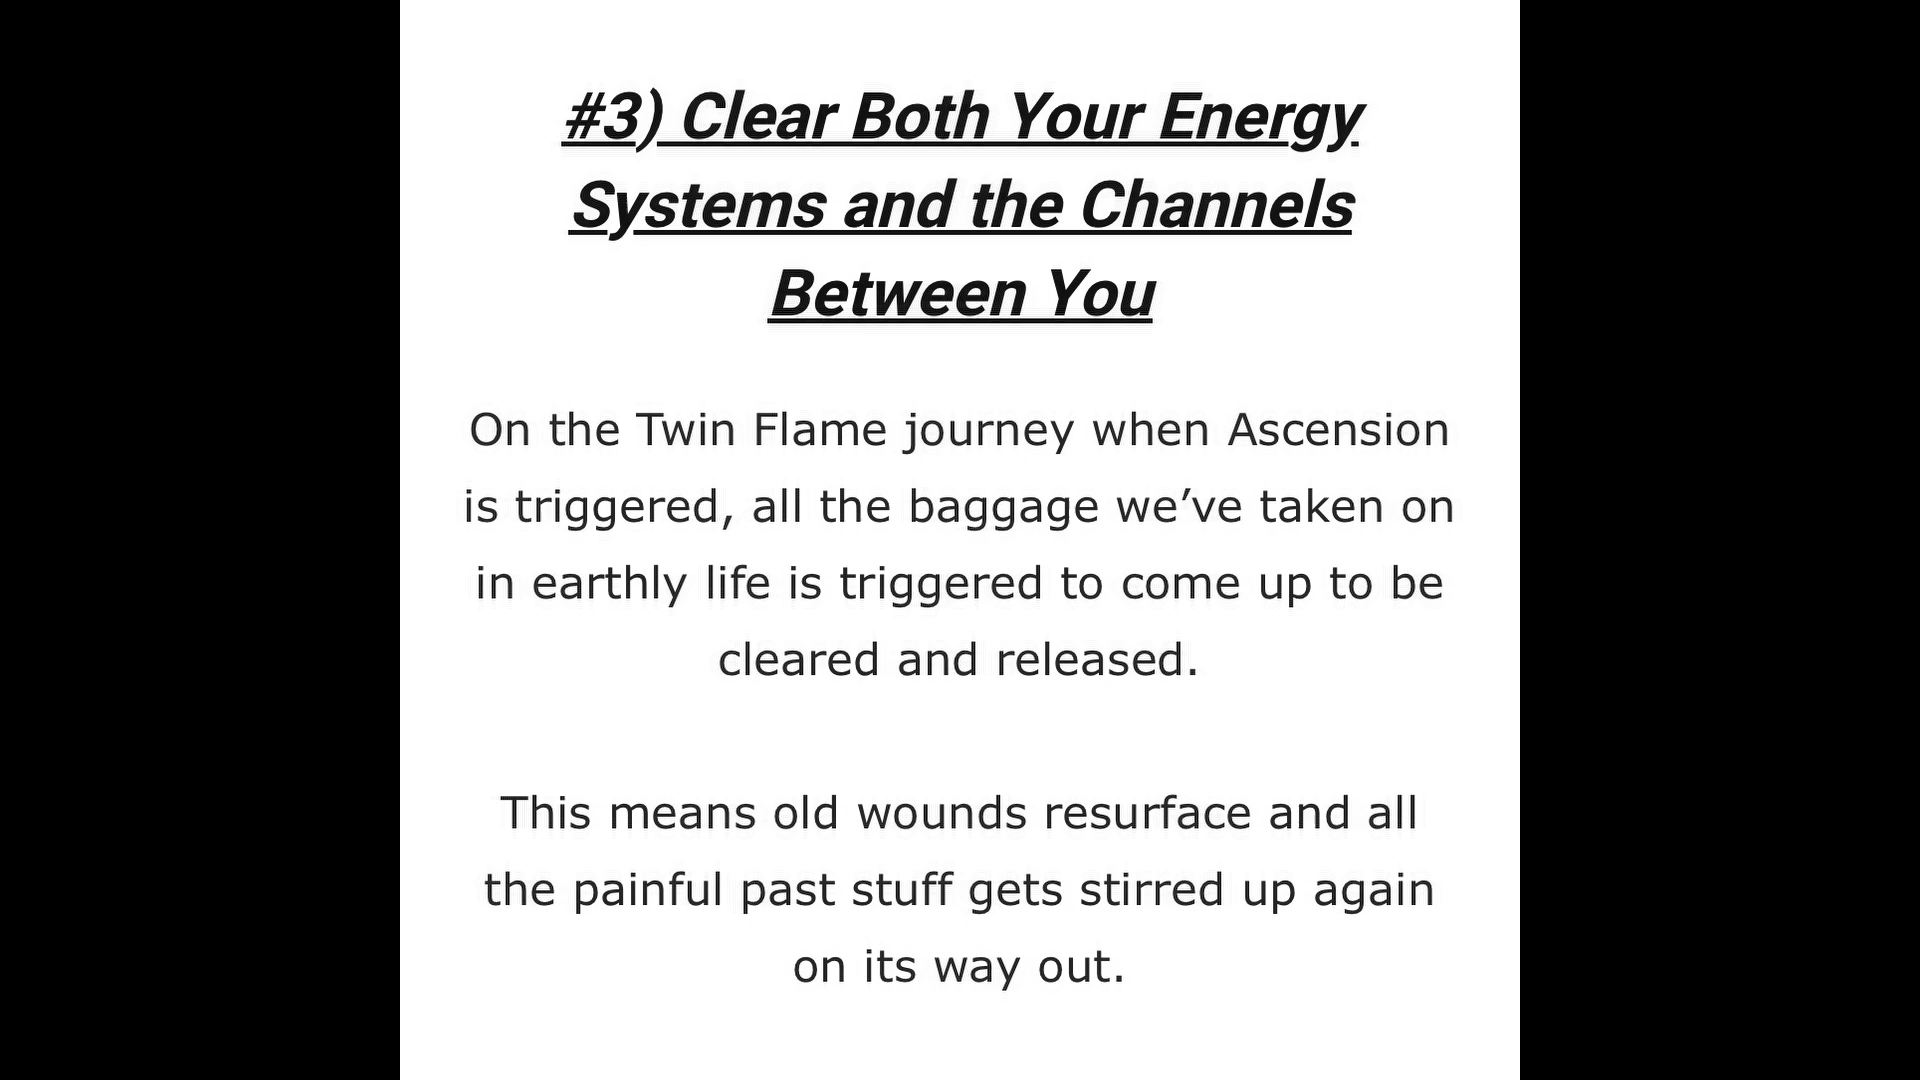 #3) Clear Both Your Energy
Systems and the Channels
Between You
On the Twin Flame journey when Ascension
is triggered, all the baggage we’ve taken on
in earthly life is triggered to come up to be
cleared and released.
This means old wounds resurface and all
the painful past stuff gets stirred up again
on its way out.